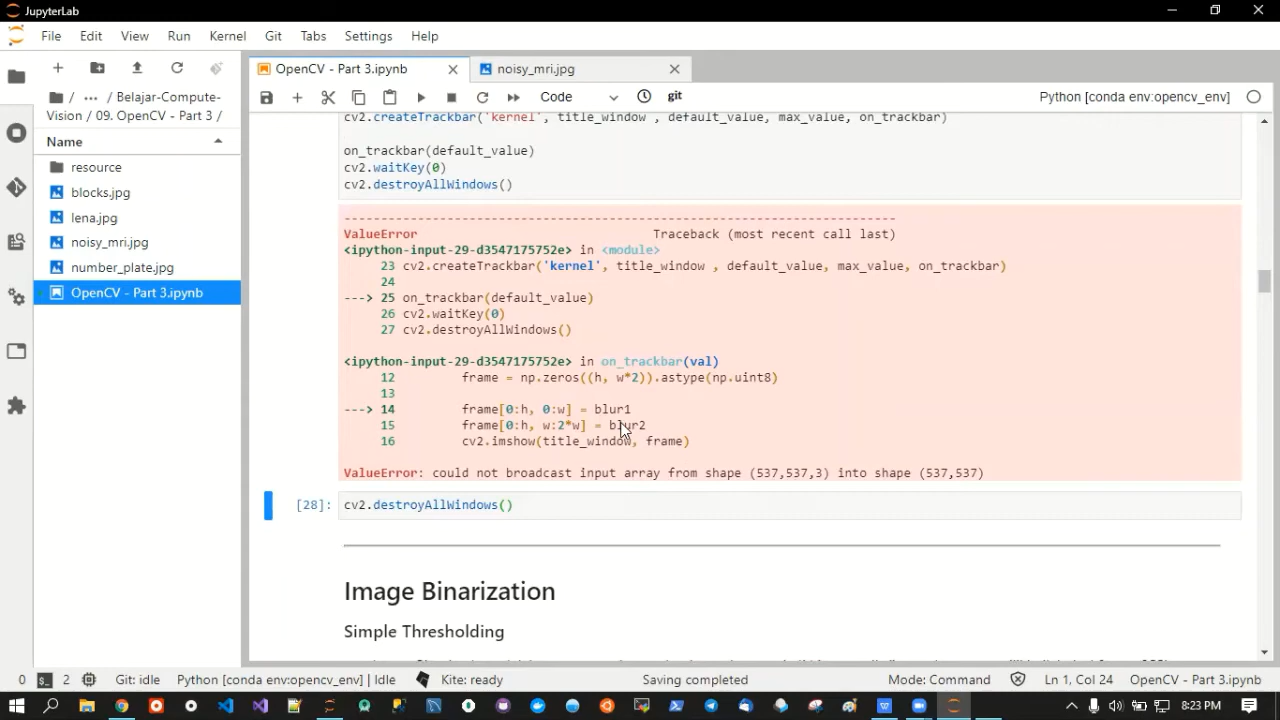 JupyterLab
File Edit View Run Kernel Git Tabs Settings Help
OpenCV - Part 3.ipynb
noisy_mri.jpg
/ ... / Belajar-Compute-
Vision / 09. OpenCV - Part 3 /
Code
git
Python [conda env:opencv_env]
Name
resource
blocks.jpg
lena.jpg
noisy_mri.jpg
number_plate.jpg
OpenCV - Part 3.ipynb
cv2.createTrackbar('kernel', title_window , default_value, max_value, on_trackbar)
on_trackbar(default_value)
cv2.waitKey(0)
cv2.destroyAllWindows()
---------------------------------------------------------------------------
ValueError Traceback (most recent call last)
<ipython-input-29-d3547175752e> in <module>
23 cv2.createTrackbar('kernel', title_window , default_value, max_value, on_trackbar)
24
---> 25 on_trackbar(default_value)
26 cv2.waitKey(0)
27 cv2.destroyAllWindows()
<ipython-input-29-d3547175752e> in on_trackbar(val)
12 frame = np.zeros((h, w*2)).astype(np.uint8)
13
---> 14 frame[0:h, 0:w] = blur1
15 frame[0:h, w:2*w] = blur2
16 cv2.imshow(title_window, frame)
ValueError: could not broadcast input array from shape (537,537,3) into shape (537,537)
[28]: cv2.destroyAllWindows()
Image Binarization
Simple Thresholding
0 2 Git: idle Python [conda env:opencv_env] | Idle Kite: ready Saving completed Mode: Command Ln 1, Col 24 OpenCV - Part 3.ipynb
8:23 PM